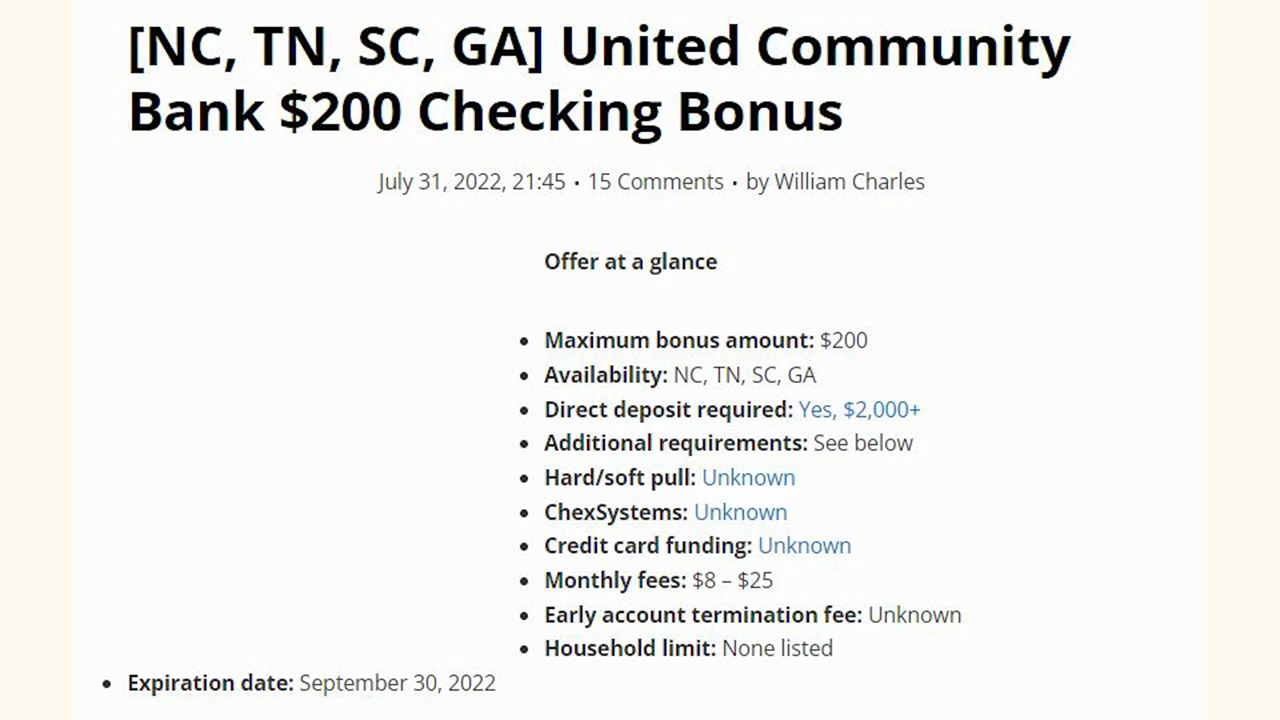 [NC, TN, SC, GA] United Community
Bank $200 Checking Bonus
July 31, 2022, 21:45 • 15 Comments • by William Charles
Offer at a glance
• Maximum bonus amount: $200
• Availability: NC, TN, SC, GA
• Direct deposit required: Yes, $2,000+
• Additional requirements: See below
• Hard/soft pull: Unknown
• ChexSystems: Unknown
• Credit card funding: Unknown
• Monthly fees: $8 – $25
• Early account termination fee: Unknown
• Household limit: None listed
• Expiration date: September 30, 2022